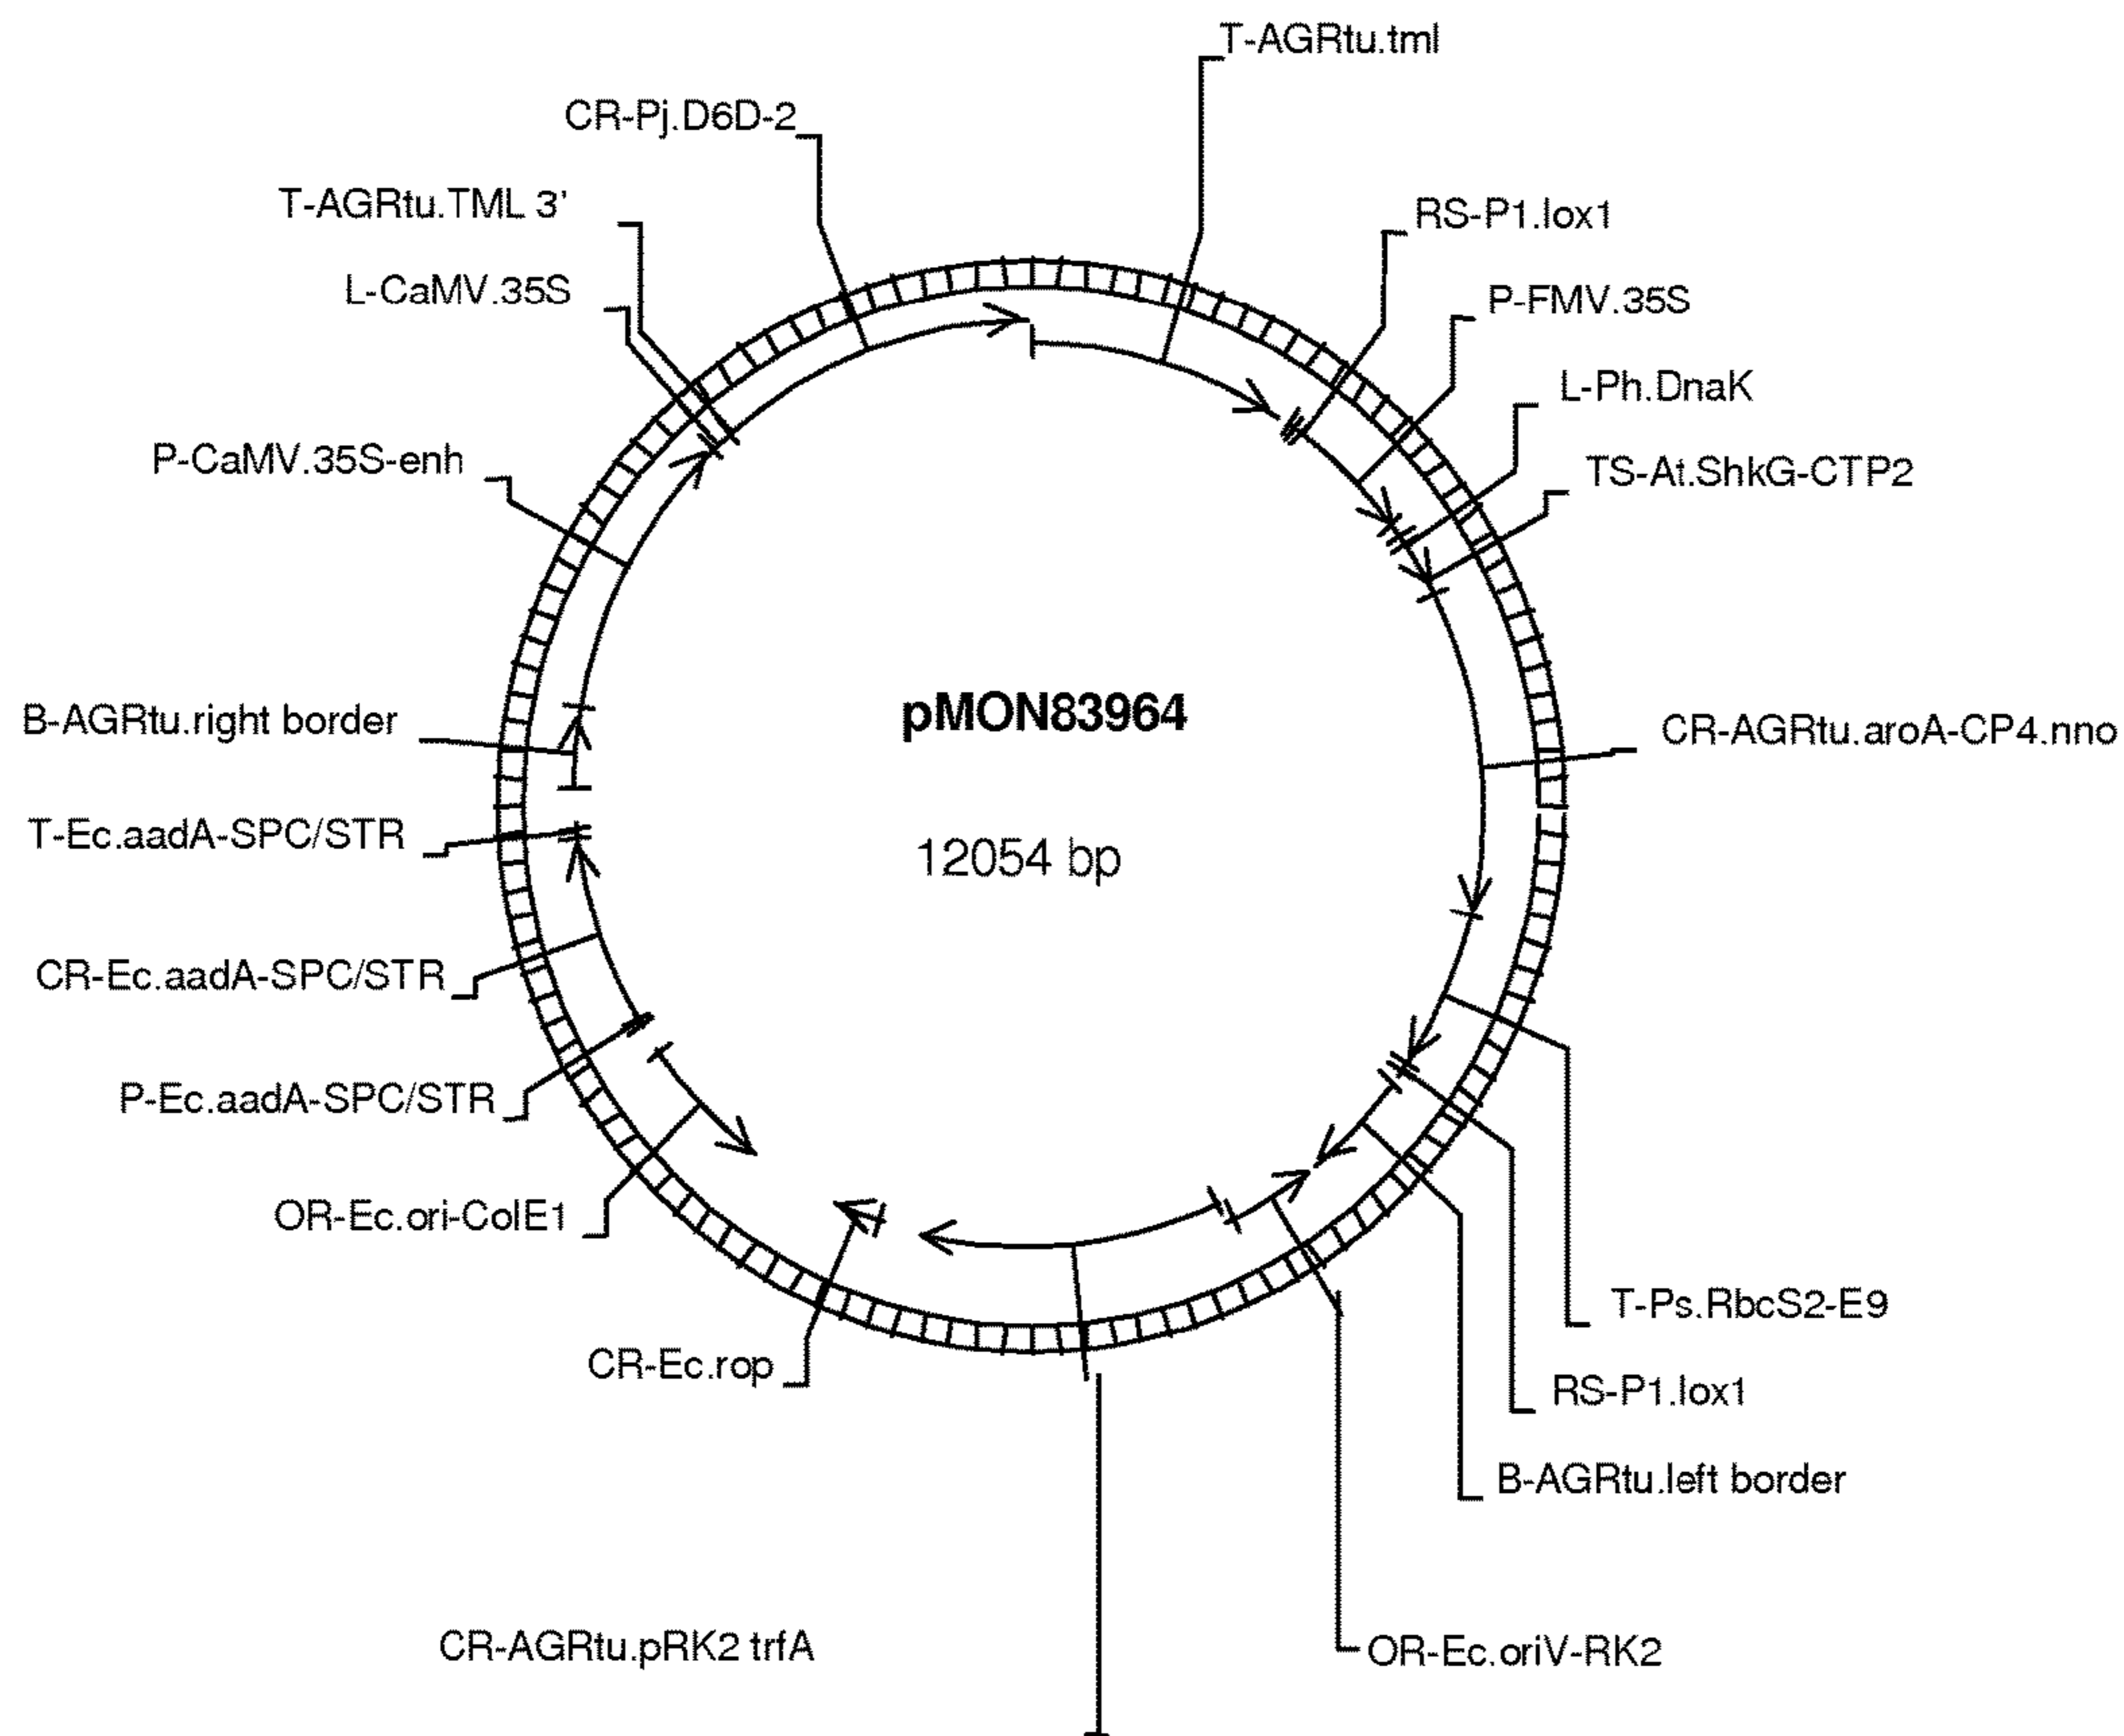 T-AGRtu.tml
CR-Pj.D6D-2
T-AGRtu.TML 3'
RS-P1.lox1
L-CaMV.35S
P-FMV.35S
L-Ph.DnaK
P-CaMV.35S-enh
TS-At.ShkG-CTP2
pMON83964
B-AGRtu.right border
CR-AGRtu.aroA-CP4.nno
T-Ec.aadA-SPC/STR
12054 bp
CR-Ec.aadA-SPC/STR
P-Ec.aadA-SPC/STR
OR-Ec.ori-ColE1
T-Ps.RbcS2-E9
CR-Ec.rop
RS-P1.lox1
B-AGRtu.left border
CR-AGRtu.pRK2 trfA
OR-Ec.oriV-RK2